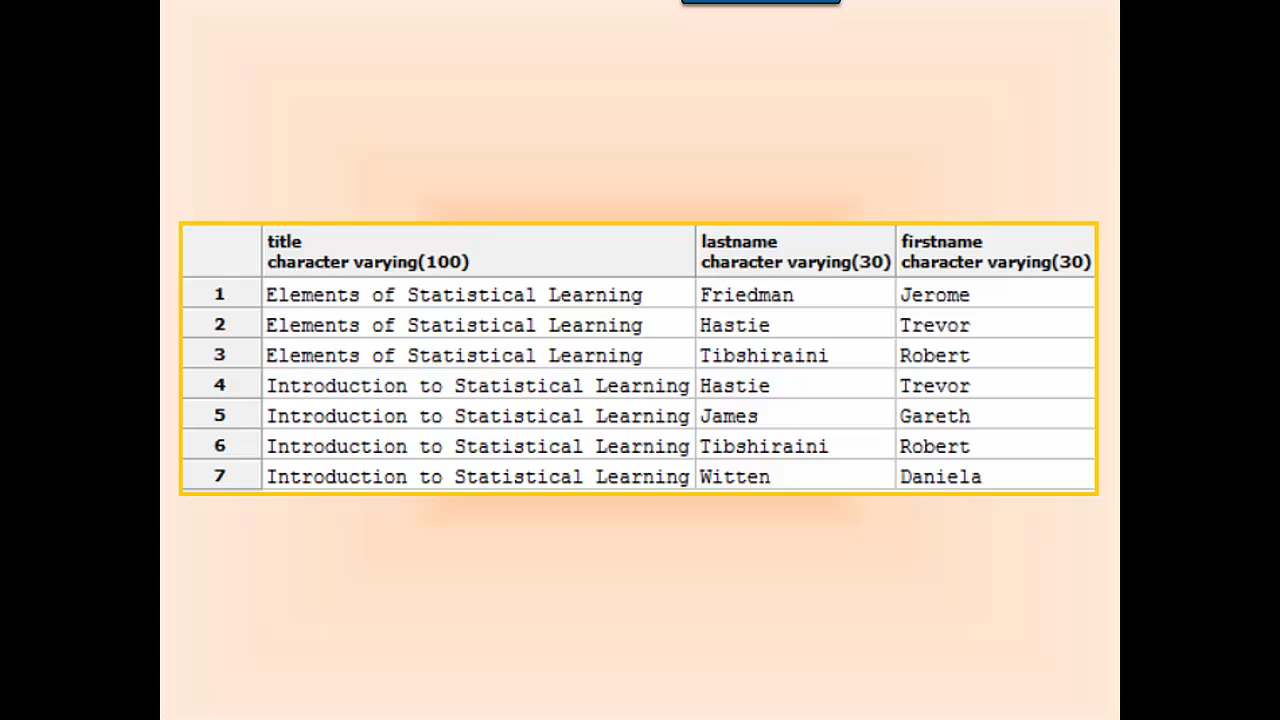 title lastname firstname
character varying(100) character varying(30) character varying(30)
1 Elements of Statistical Learning Friedman Jerome
2 Elements of Statistical Learning Hastie Trevor
3 Elements of Statistical Learning Tibshiraini Robert
4 Introduction to Statistical Learning Hastie Trevor
5 Introduction to Statistical Learning James Gareth
6 Introduction to Statistical Learning Tibshiraini Robert
7 Introduction to Statistical Learning Witten Daniela